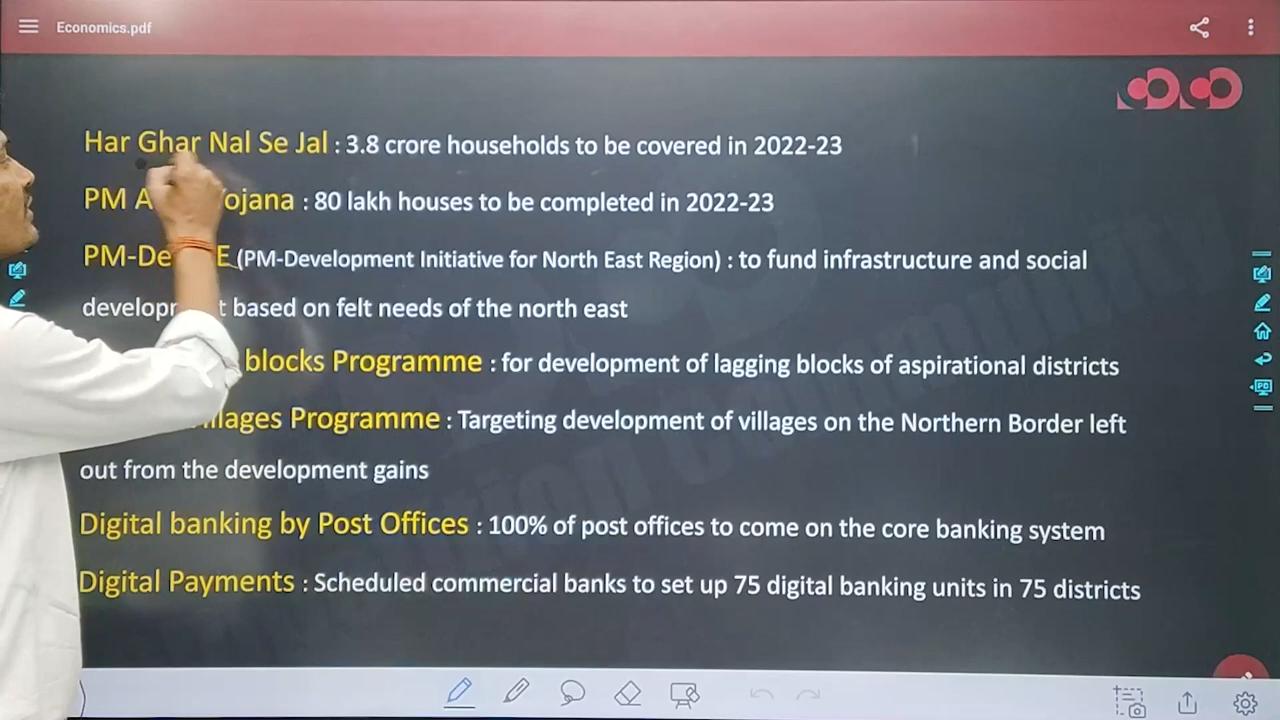 Economics.pdf
Har Ghar Nal Se Jal : 3.8 crore households to be covered in 2022-23
PM A ojana : 80 lakh houses to be completed in 2022-23
PM-De E (PM-Development Initiative for North East Region) : to fund infrastructure and social
develop t based on felt needs of the north east
blocks Programme : for development of lagging blocks of aspirational districts
illages Programme : Targeting development of villages on the Northern Border left
out from the development gains
Digital banking by Post Offices : 100% of post offices to come on the core banking system
Digital Payments : Scheduled commercial banks to set up 75 digital banking units in 75 districts